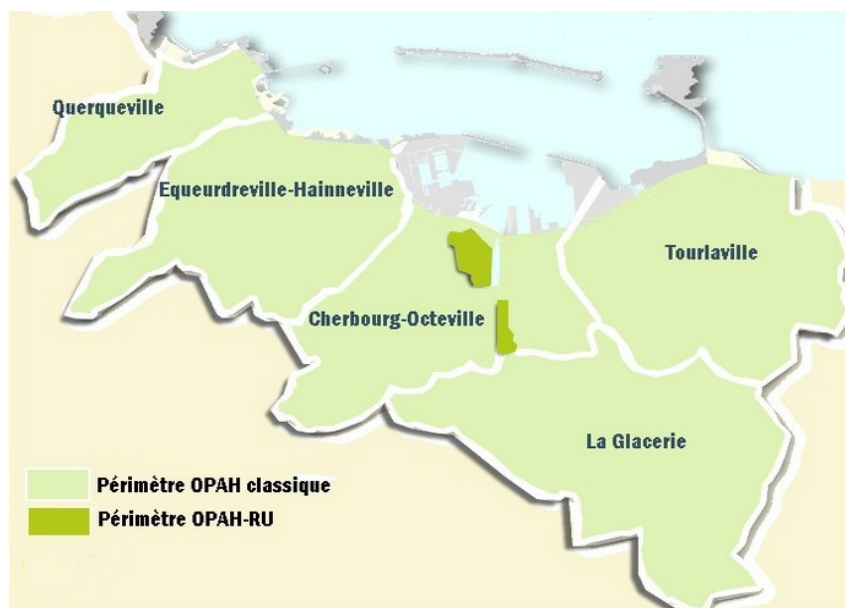 Querqueville
Equeurdreville-Hainneville
Tourlaville
Cherbourg-Octeville
La Glacerie
Périmètre OPAH classique
Périmètre OPAH-RU